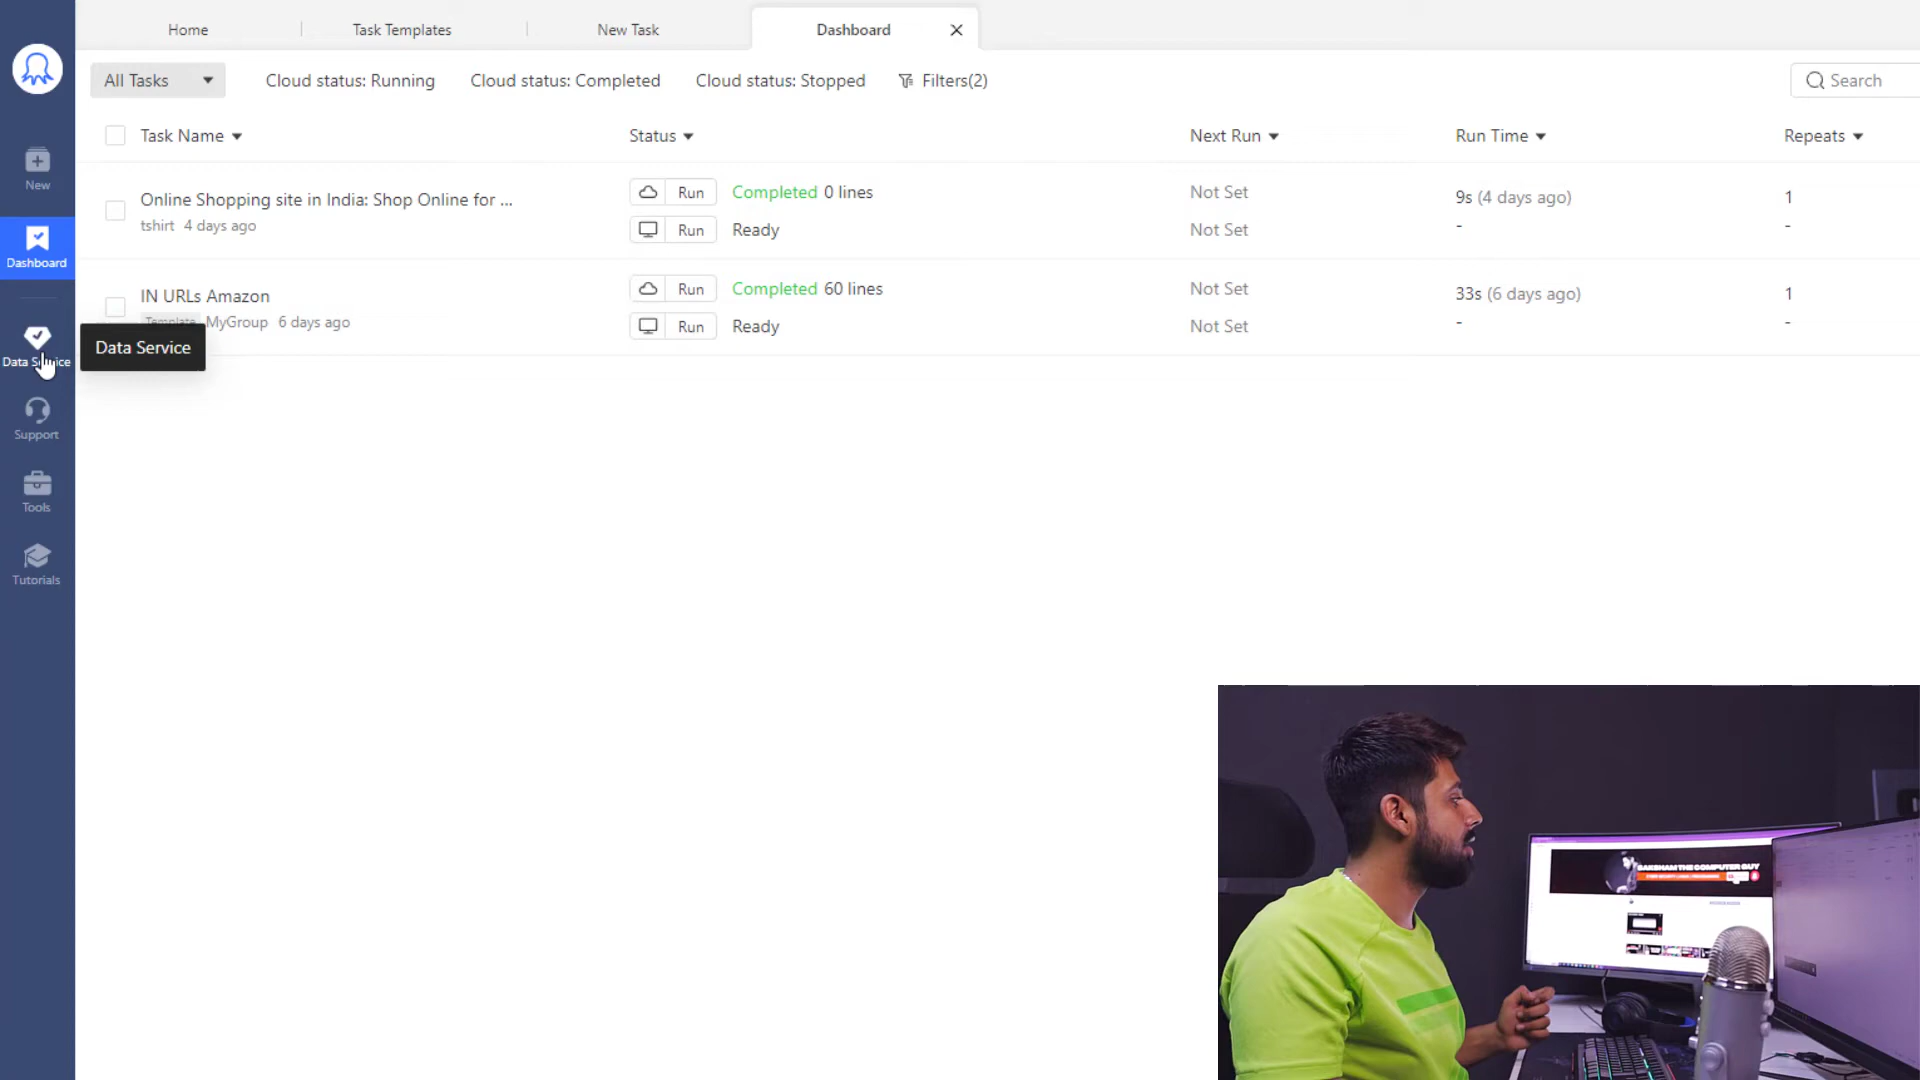 Home
Task Templates
New Task
Dashboard
All Tasks
Cloud status: Running
Cloud status: Completed
Cloud status: Stopped
Filters(2)
Search
Task Name
Status
Next Run
Run Time
Repeats
New
Dashboard
Online Shopping site in India: Shop Online for ...
tshirt 4 days ago
Run
Completed 0 lines
Not Set
9s (4 days ago)
1
Run
Ready
Not Set
-
-
IN URLs Amazon
Template MyGroup 6 days ago
Run
Completed 60 lines
Not Set
33s (6 days ago)
1
Run
Ready
Not Set
-
-
Data Service
Data Service
Support
Tools
Tutorials
SAKSHAM THE COMPUTER GUY